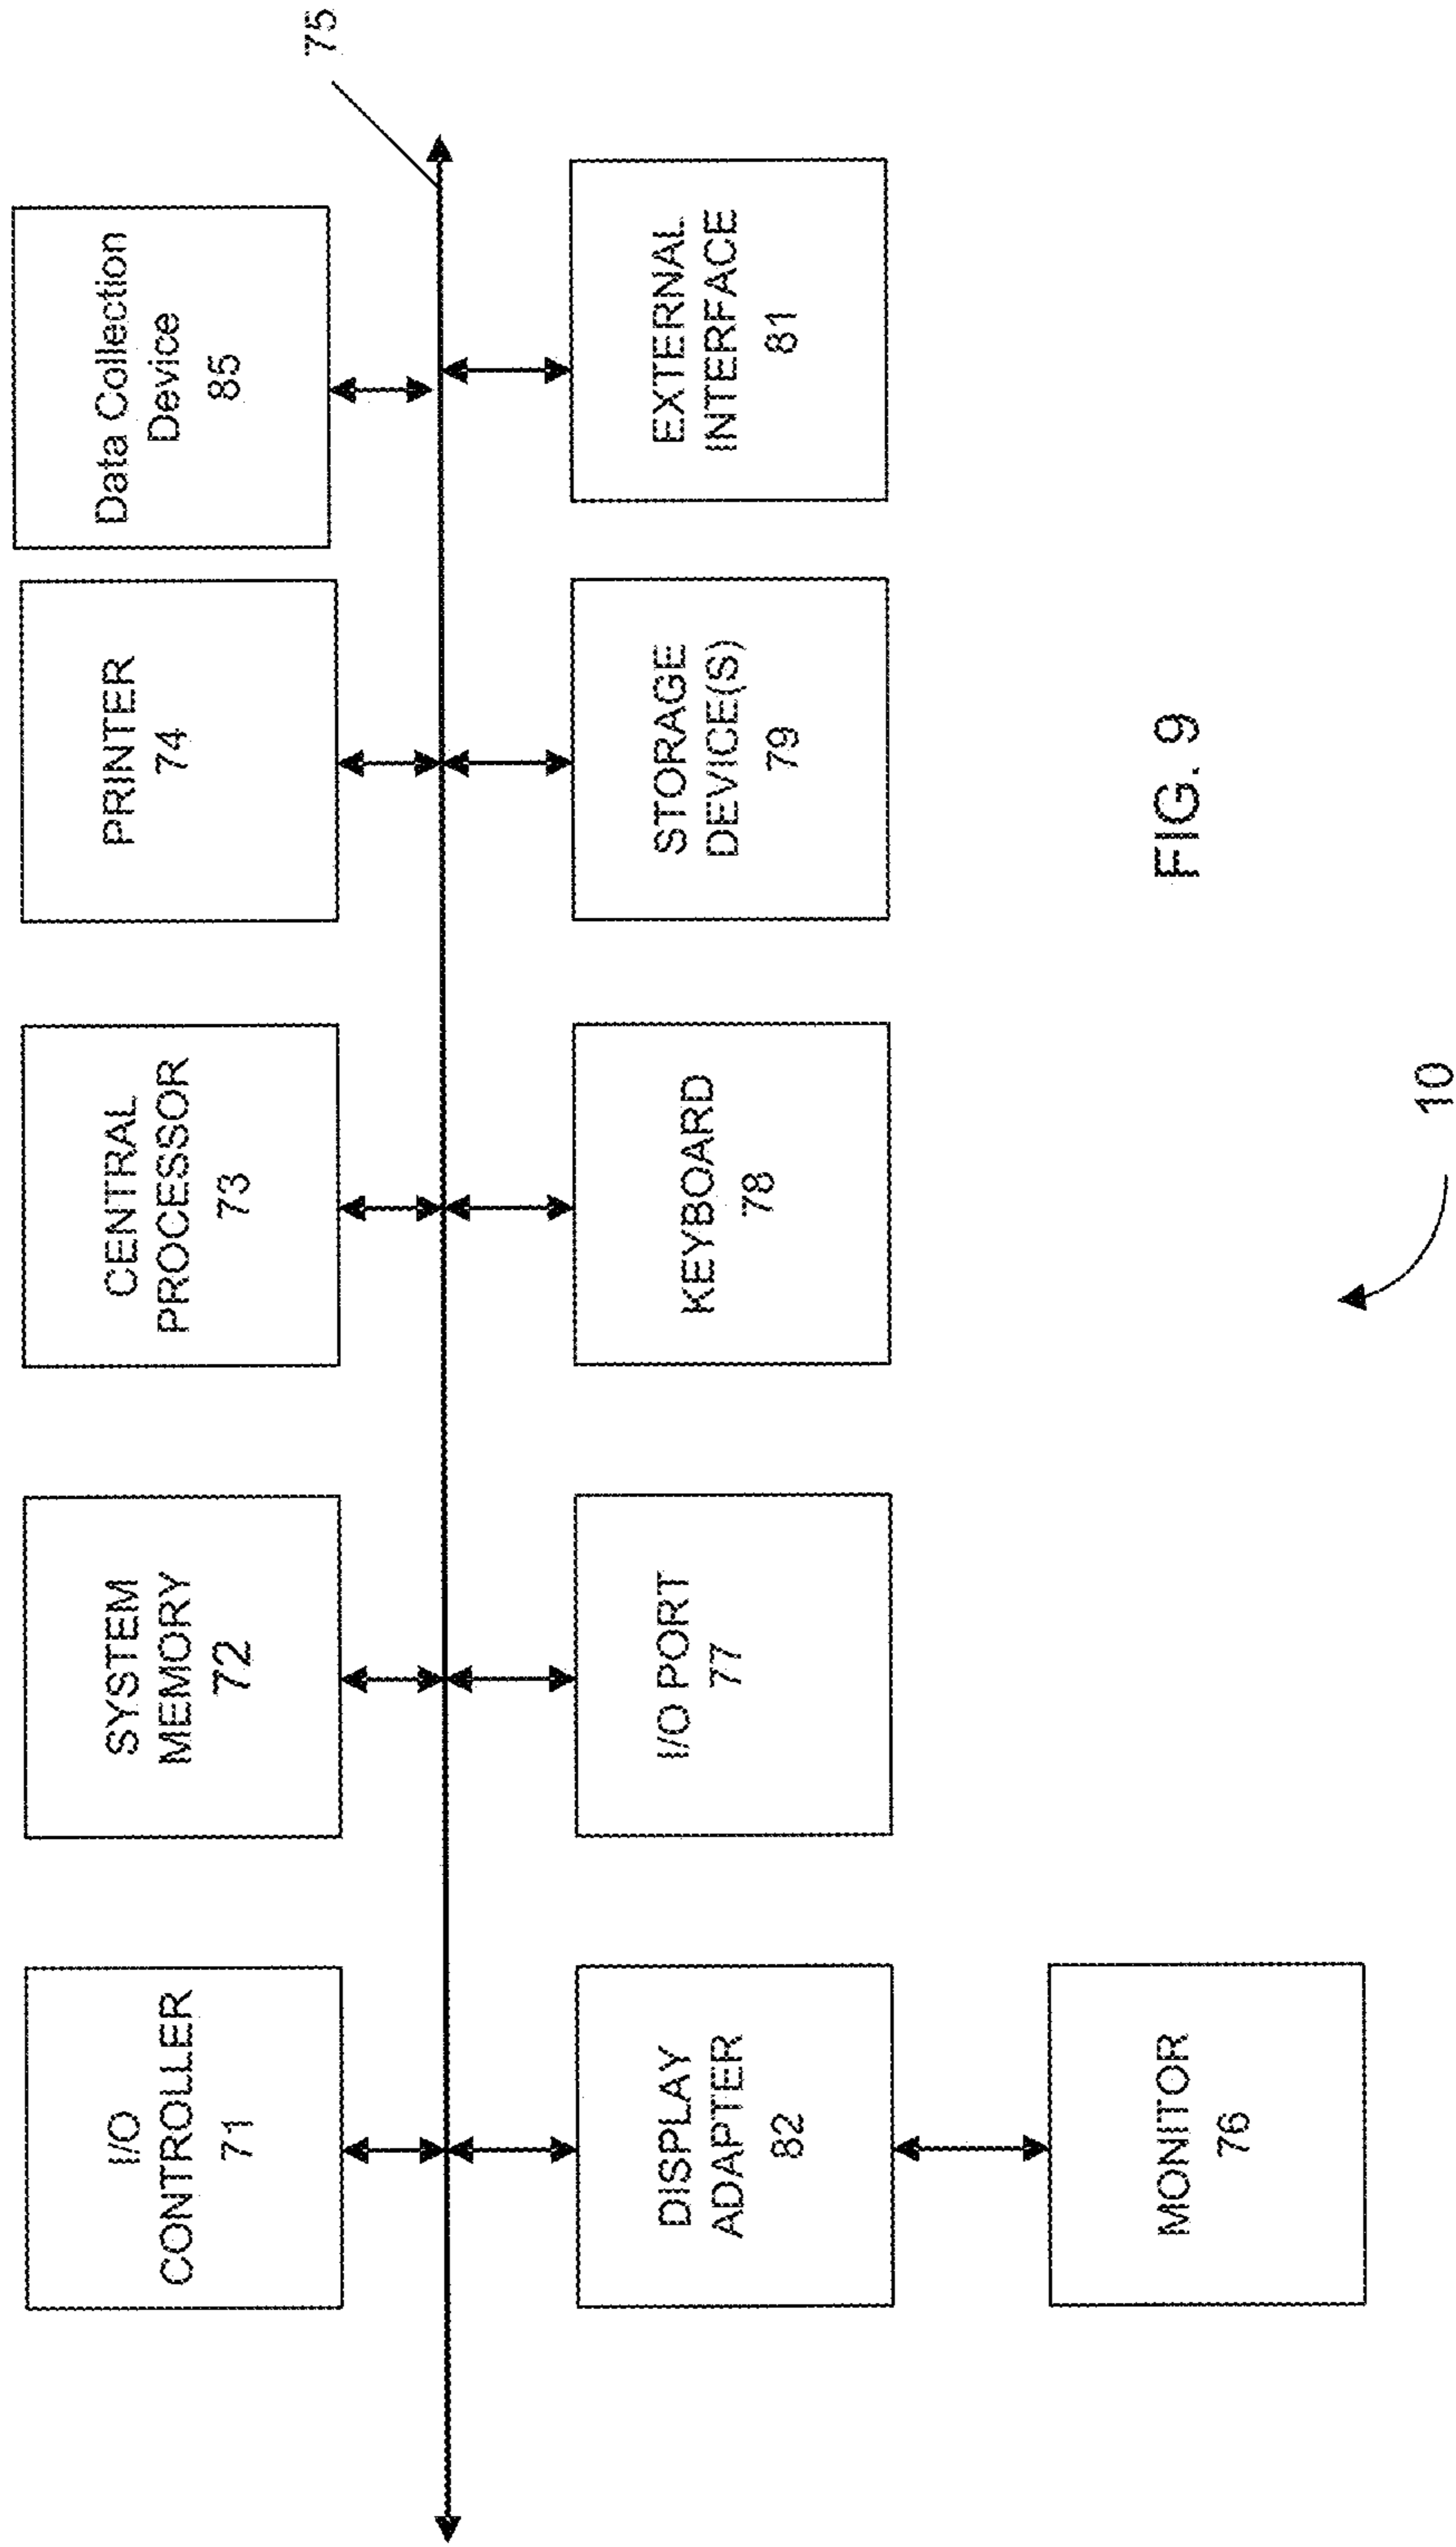 I/O
CONTROLLER
71
SYSTEM
MEMORY
72
CENTRAL
PROCESSOR
73
PRINTER
74
Data Collection
Device
85
75
DISPLAY
ADAPTER
82
I/O PORT
77
KEYBOARD
78
STORAGE
DEVICE(S)
79
EXTERNAL
INTERFACE
81
MONITOR
76
FIG. 9
10